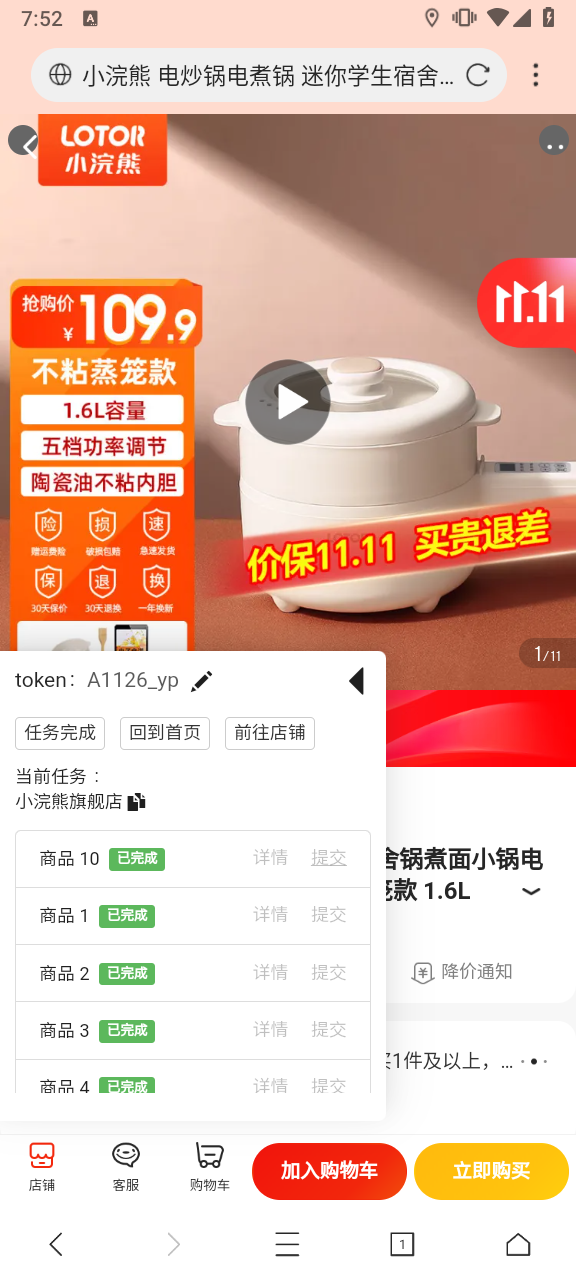 7:52
A
小浣熊 电炒锅电煮锅 迷你学生宿舍…
LOTOR
小浣熊
11.11
抢购价
¥109.9
不粘蒸笼款
1.6L容量
五档功率调节
陶瓷油不粘内胆
险 损 速
赠运费险 破损包赔 急速发货
保 退 换
30天保价 30天退换 一年换新
价保11.11 买贵退差
1/11
token： A1126_yp
任务完成 回到首页 前往店铺
当前任务：
小浣熊旗舰店
商品 10 已完成 详情 提交
商品 1 已完成 详情 提交
商品 2 已完成 详情 提交
商品 3 已完成 详情 提交
商品 4 已完成 详情 提交
舍锅煮面小锅电
笼款 1.6L
降价通知
买1件及以上，…
店铺
客服
购物车
加入购物车
立即购买
1